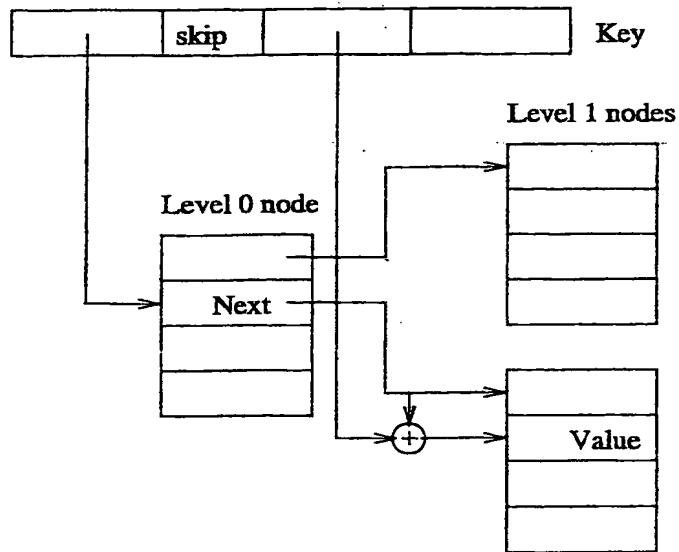 skip
Key
Level 1 nodes
Level 0 node
Next
Value